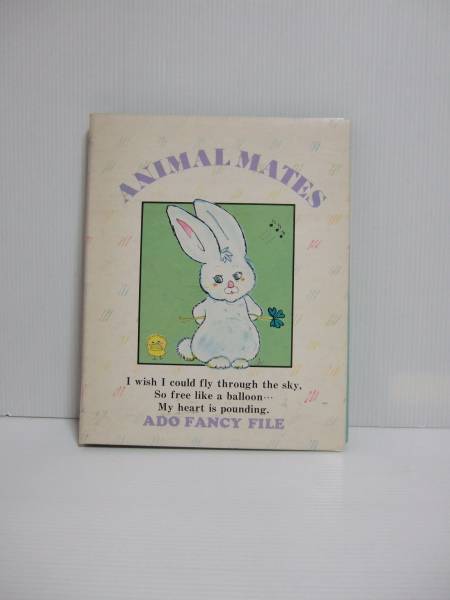 ANIMAL MATES
I wish I could fly through the sky,
So free like a balloon…
My heart is pounding.
ADO FANCY FILE